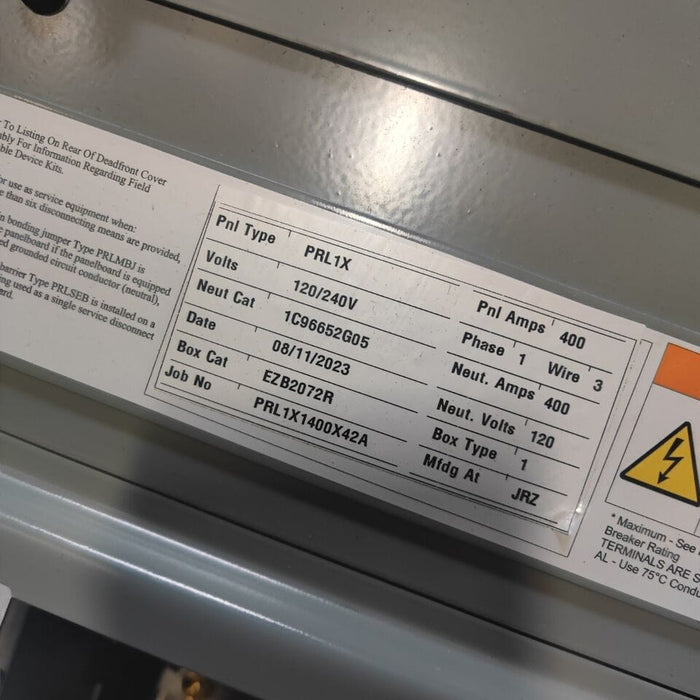 To Listing On Rear Of Deadfront Cover
For Information Regarding Field
Device Kits.
use as service equipment when:
than six disconnecting means are provided,
bonding jumper Type PRLMBJ is
panelboard if the panelboard is equipped
grounded circuit conductor (neutral),
barrier Type PRLSEB is installed on a
used as a single service disconnect
Pnl Type PRL1X Pnl Amps 400
Volts 120/240V Phase 1 Wire 3
Neut Cat 1C96652G05 Neut. Amps 400
Date 08/11/2023 Neut. Volts 120
Box Cat EZB2072R Box Type 1
Job No PRL1X1400X42A Mfdg At JRZ
* Maximum - See
Breaker Rating
TERMINALS ARE
AL - Use 75°C